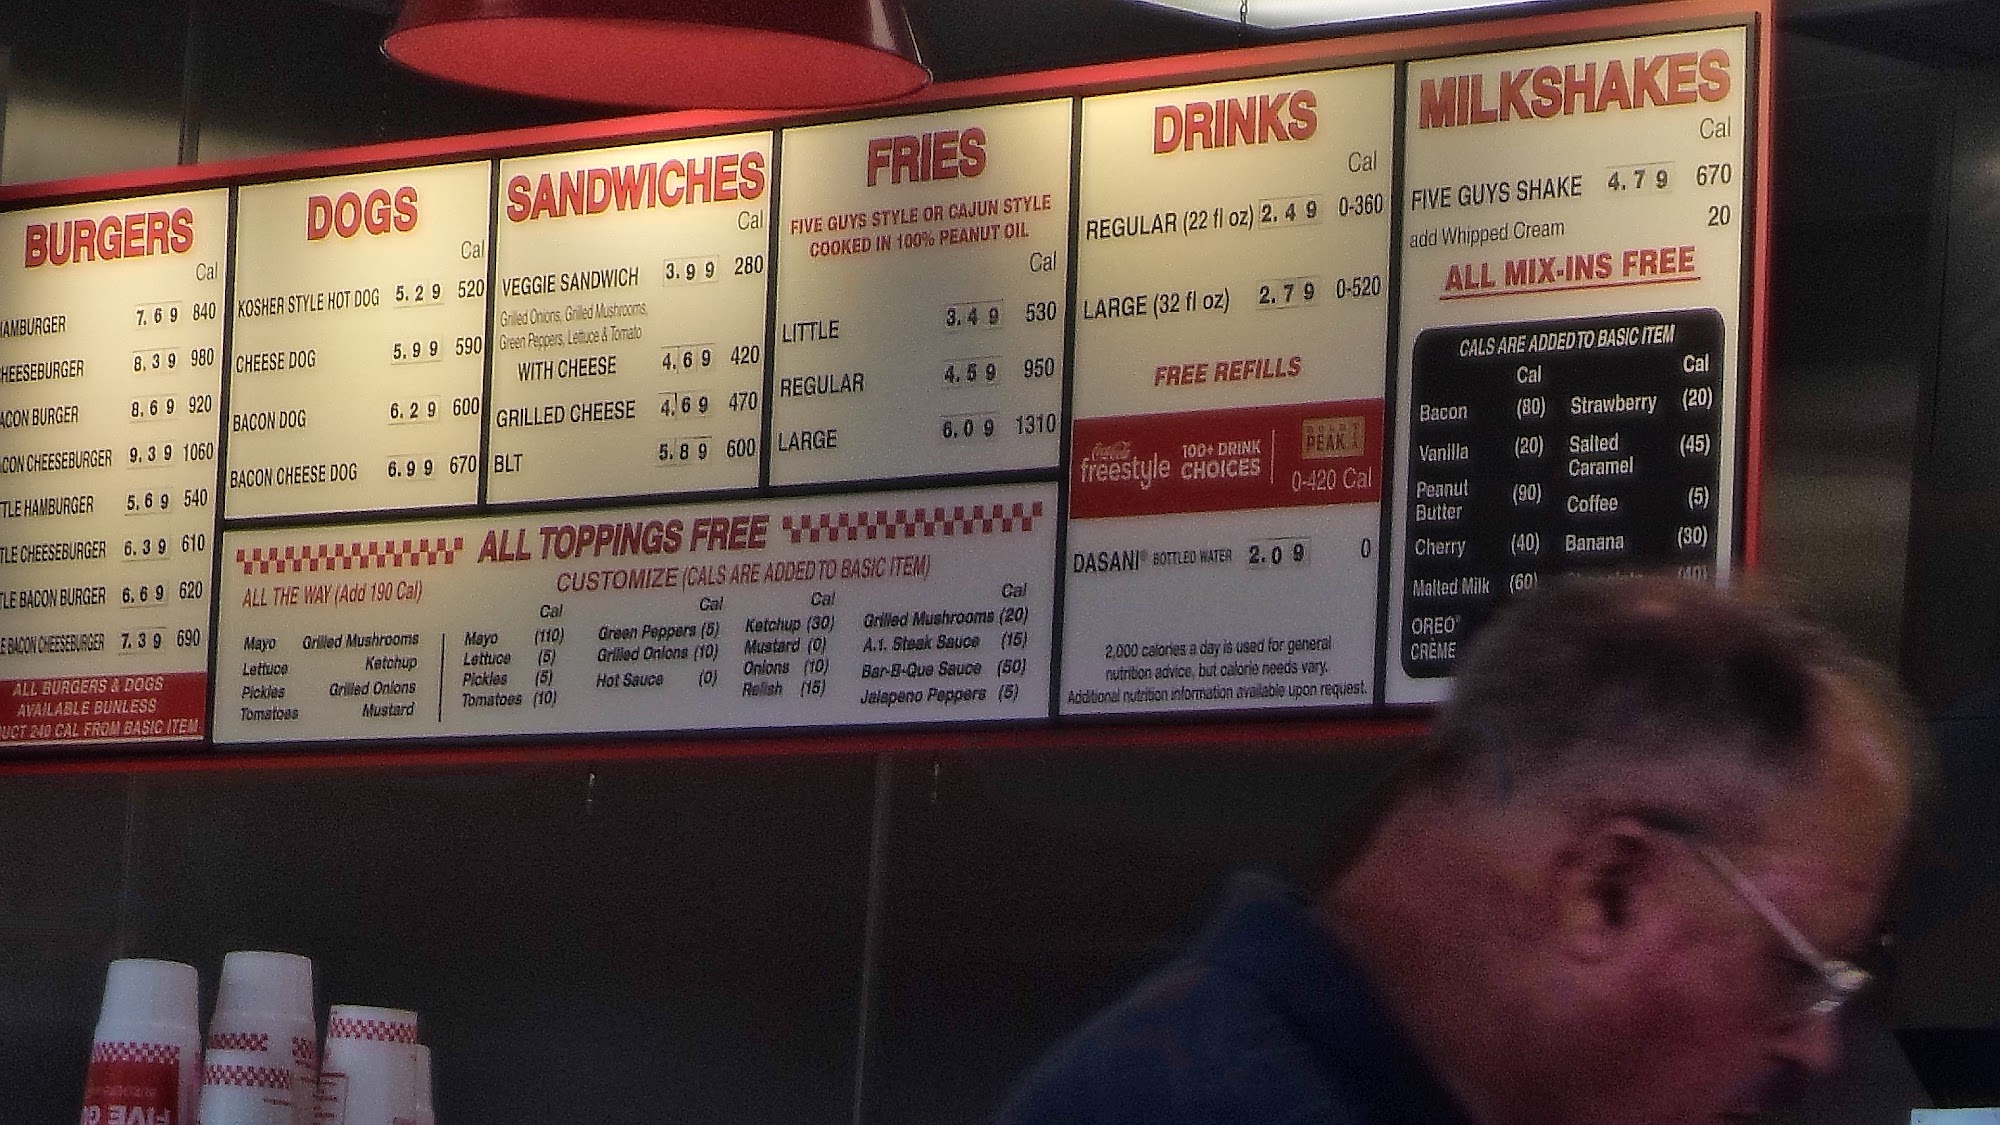 BURGERS
Cal
AMBURGER 7.69 840
HEESEBURGER 8.39 980
ACON BURGER 8.69 920
CON CHEESEBURGER 9.39 1060
TLE HAMBURGER 5.69 540
TLE CHEESEBURGER 6.39 610
TLE BACON BURGER 6.69 620
E BACON CHEESEBURGER 7.39 690
ALL BURGERS & DOGS
AVAILABLE BUNLESS
UCT 240 CAL FROM BASIC ITEM
DOGS
Cal
KOSHER STYLE HOT DOG 5.29 520
CHEESE DOG 5.99 590
BACON DOG 6.29 600
BACON CHEESE DOG 6.99 670
SANDWICHES
Cal
VEGGIE SANDWICH 3.99 280
Grilled Onions, Grilled Mushrooms,
Green Peppers, Lettuce & Tomato
WITH CHEESE 4.69 420
GRILLED CHEESE 4.69 470
BLT 5.89 600
FRIES
FIVE GUYS STYLE OR CAJUN STYLE
COOKED IN 100% PEANUT OIL
Cal
LITTLE 3.49 530
REGULAR 4.59 950
LARGE 6.09 1310
ALL TOPPINGS FREE
ALL THE WAY (Add 190 Cal)
Mayo Grilled Mushrooms
Lettuce Ketchup
Pickles Grilled Onions
Tomatoes Mustard
CUSTOMIZE (CALS ARE ADDED TO BASIC ITEM)
Cal Cal Cal Cal
Mayo (110) Green Peppers (5) Ketchup (30) Grilled Mushrooms (20)
Lettuce (5) Grilled Onions (10) Mustard (0) A.1. Steak Sauce (15)
Pickles (5) Hot Sauce (0) Onions (10) Bar-B-Que Sauce (50)
Tomatoes (10) Relish (15) Jalapeno Peppers (5)
DRINKS
Cal
REGULAR (22 fl oz) 2.49 0-360
LARGE (32 fl oz) 2.79 0-520
FREE REFILLS
Coca-Cola
freestyle
100+ DRINK
CHOICES
GOLD
PEAK
0-420 Cal
DASANI® BOTTLED WATER 2.09 0
2,000 calories a day is used for general
nutrition advice, but calorie needs vary.
Additional nutrition information available upon request.
MILKSHAKES
Cal
FIVE GUYS SHAKE 4.79 670
add Whipped Cream 20
ALL MIX-INS FREE
CALS ARE ADDED TO BASIC ITEM
Cal Cal
Bacon (80) Strawberry (20)
Vanilla (20) Salted Caramel (45)
Peanut Butter (90) Coffee (5)
Cherry (40) Banana (30)
Malted Milk (60) (40)
OREO®
CRÈME
FIVE G